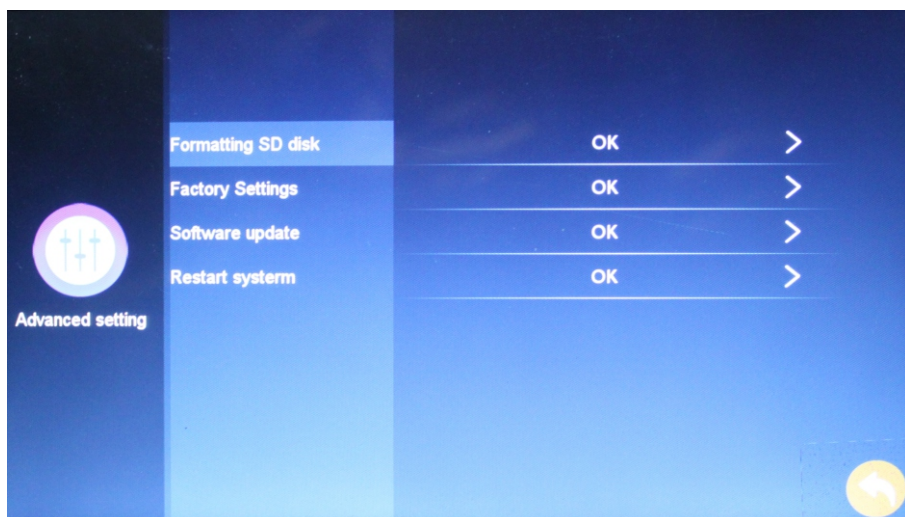 Formatting SD disk OK >
Factory Settings OK >
Software update OK >
Restart systerm OK >
Advanced setting